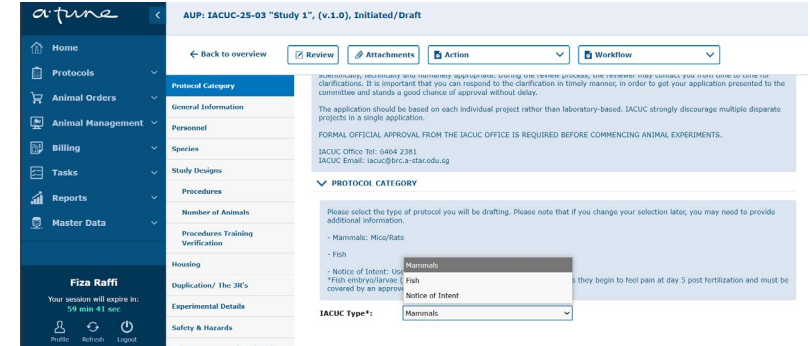 a·tune
AUP: IACUC-25-03 "Study 1", (v.1.0), Initiated/Draft
Home
Protocols
Animal Orders
Animal Management
Billing
Tasks
Reports
Master Data
Fiza Raffi
Your session will expire in:
59 min 41 sec
Profile Refresh Logout
← Back to overview
Review
Attachments
Action
Workflow
Protocol Category
General Information
Personnel
Species
Study Designs
Procedures
Number of Animals
Procedures Training
Verification
Housing
Duplication/ The 3R's
Experimental Details
Safety & Hazards
scientifically, technically and humanely appropriate. During the review process, the reviewer may contact you from time to time for
clarifications. It is important that you can respond to the clarification in timely manner, in order to get your application presented to the
committee and stands a good chance of approval without delay.
The application should be based on each individual project rather than laboratory-based. IACUC strongly discourage multiple disparate
projects in a single application.
FORMAL OFFICIAL APPROVAL FROM THE IACUC OFFICE IS REQUIRED BEFORE COMMENCING ANIMAL EXPERIMENTS.
IACUC Office Tel: 6464 2381
IACUC Email: iacuc@brc.a-star.edu.sg
PROTOCOL CATEGORY
Please select the type of protocol you will be drafting. Please note that if you change your selection later, you may need to provide
additional information.
- Mammals: Mice/Rats
- Fish
- Notice of Intent: Use
*Fish embryo/larvae (
s they begin to feel pain at day 5 post fertilization and must be
covered by an approve
Mammals
Fish
Notice of Intent
IACUC Type*: Mammals